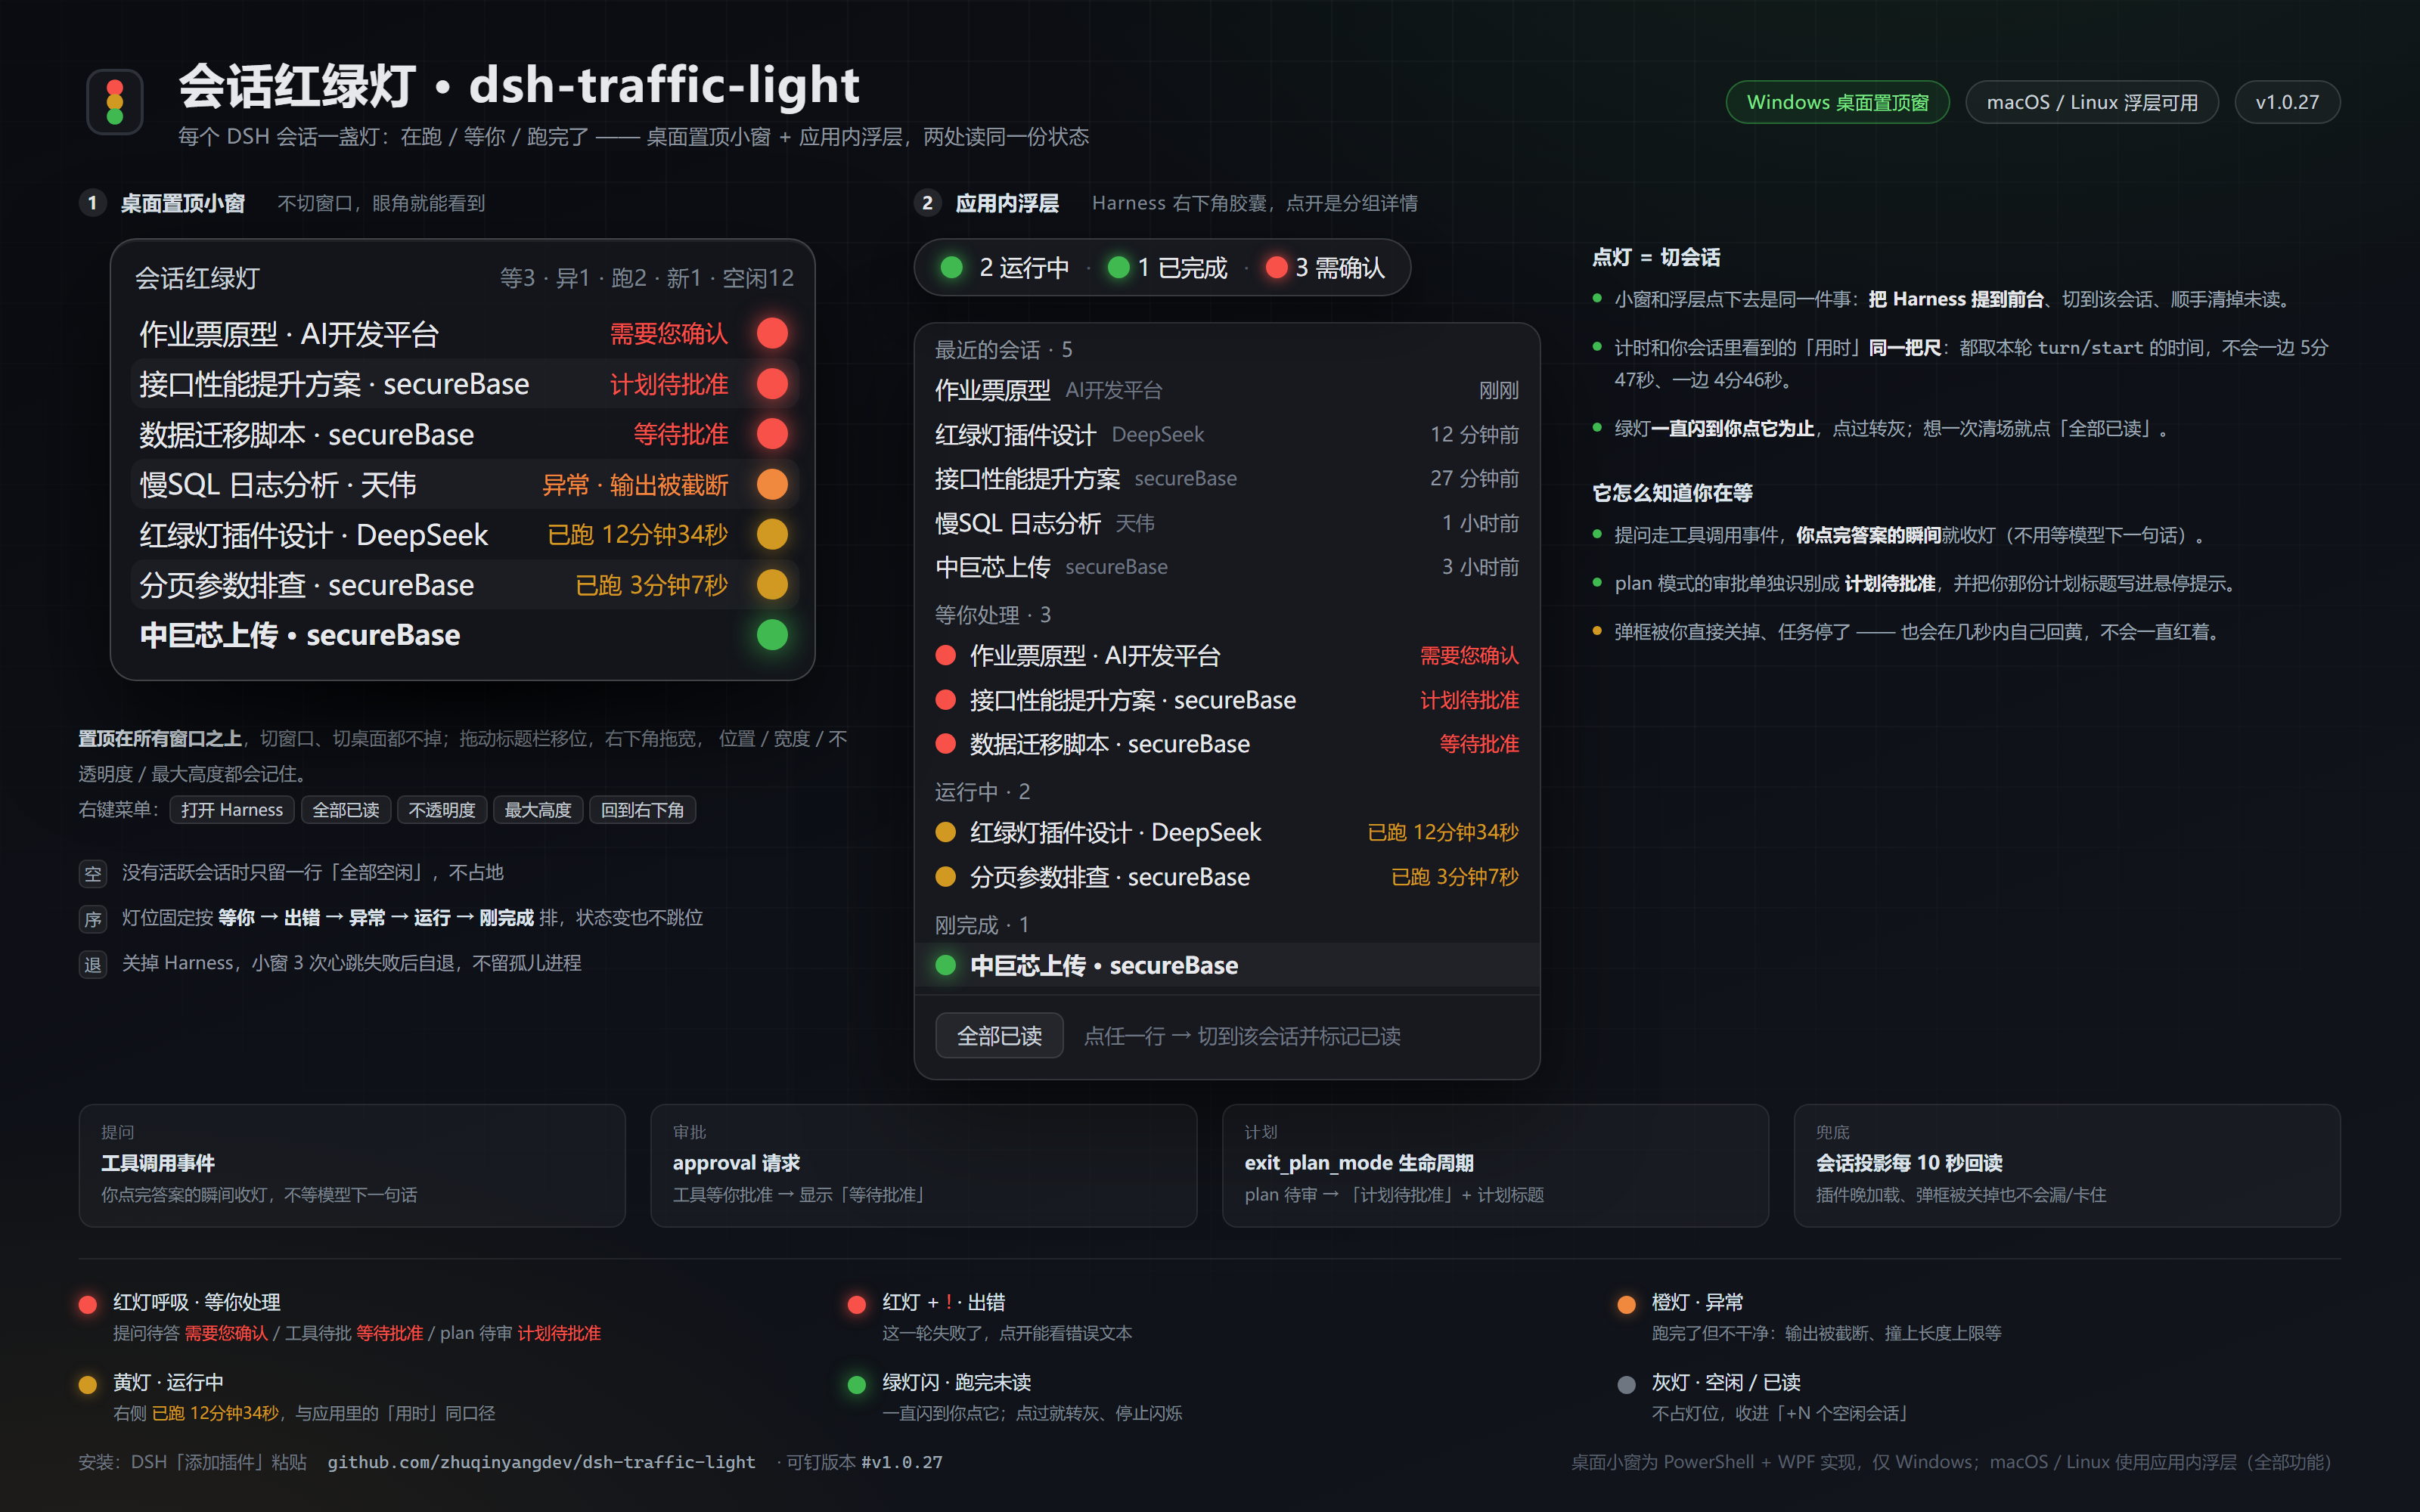 会话红绿灯 • dsh-traffic-light
每个 DSH 会话一盏灯：在跑 / 等你 / 跑完了 —— 桌面置顶小窗 + 应用内浮层，两处读同一份状态
Windows 桌面置顶窗
macOS / Linux 浮层可用
v1.0.27
1 桌面置顶小窗 不切窗口，眼角就能看到
会话红绿灯 等3 · 异1 · 跑2 · 新1 · 空闲12
作业票原型 · AI开发平台 需要您确认
接口性能提升方案 · secureBase 计划待批准
数据迁移脚本 · secureBase 等待批准
慢SQL 日志分析 · 天伟 异常 · 输出被截断
红绿灯插件设计 · DeepSeek 已跑 12分钟34秒
分页参数排查 · secureBase 已跑 3分钟7秒
中巨芯上传 • secureBase
置顶在所有窗口之上，切窗口、切桌面都不掉；拖动标题栏移位，右下角拖宽， 位置 / 宽度 / 不
透明度 / 最大高度都会记住。
右键菜单： 打开 Harness 全部已读 不透明度 最大高度 回到右下角
空 没有活跃会话时只留一行「全部空闲」，不占地
序 灯位固定按 等你 → 出错 → 异常 → 运行 → 刚完成 排，状态变也不跳位
退 关掉 Harness，小窗 3 次心跳失败后自退，不留孤儿进程
2 应用内浮层 Harness 右下角胶囊，点开是分组详情
2 运行中 · 1 已完成 · 3 需确认
最近的会话 · 5
作业票原型 AI开发平台 刚刚
红绿灯插件设计 DeepSeek 12 分钟前
接口性能提升方案 secureBase 27 分钟前
慢SQL 日志分析 天伟 1 小时前
中巨芯上传 secureBase 3 小时前
等你处理 · 3
作业票原型 · AI开发平台 需要您确认
接口性能提升方案 · secureBase 计划待批准
数据迁移脚本 · secureBase 等待批准
运行中 · 2
红绿灯插件设计 · DeepSeek 已跑 12分钟34秒
分页参数排查 · secureBase 已跑 3分钟7秒
刚完成 · 1
中巨芯上传 • secureBase
全部已读 点任一行 → 切到该会话并标记已读
点灯 = 切会话
小窗和浮层点下去是同一件事：把 Harness 提到前台、切到该会话、顺手清掉未读。
计时和你会话里看到的「用时」同一把尺：都取本轮 turn/start 的时间，不会一边 5分
47秒、一边 4分46秒。
绿灯一直闪到你点它为止，点过转灰；想一次清场就点「全部已读」。
它怎么知道你在等
提问走工具调用事件，你点完答案的瞬间就收灯（不用等模型下一句话）。
plan 模式的审批单独识别成 计划待批准，并把你那份计划标题写进悬停提示。
弹框被你直接关掉、任务停了 —— 也会在几秒内自己回黄，不会一直红着。
提问
工具调用事件
你点完答案的瞬间收灯，不等模型下一句话
审批
approval 请求
工具等你批准 → 显示「等待批准」
计划
exit_plan_mode 生命周期
plan 待审 → 「计划待批准」+ 计划标题
兜底
会话投影每 10 秒回读
插件晚加载、弹框被关掉也不会漏/卡住
红灯呼吸 · 等你处理
提问待答 需要您确认 / 工具待批 等待批准 / plan 待审 计划待批准
红灯 + ! · 出错
这一轮失败了，点开能看错误文本
橙灯 · 异常
跑完了但不干净：输出被截断、撞上长度上限等
黄灯 · 运行中
右侧 已跑 12分钟34秒，与应用里的「用时」同口径
绿灯闪 · 跑完未读
一直闪到你点它；点过就转灰、停止闪烁
灰灯 · 空闲 / 已读
不占灯位，收进「+N 个空闲会话」
安装：DSH「添加插件」粘贴 github.com/zhuqinyangdev/dsh-traffic-light · 可钉版本 #v1.0.27
桌面小窗为 PowerShell + WPF 实现，仅 Windows；macOS / Linux 使用应用内浮层（全部功能）